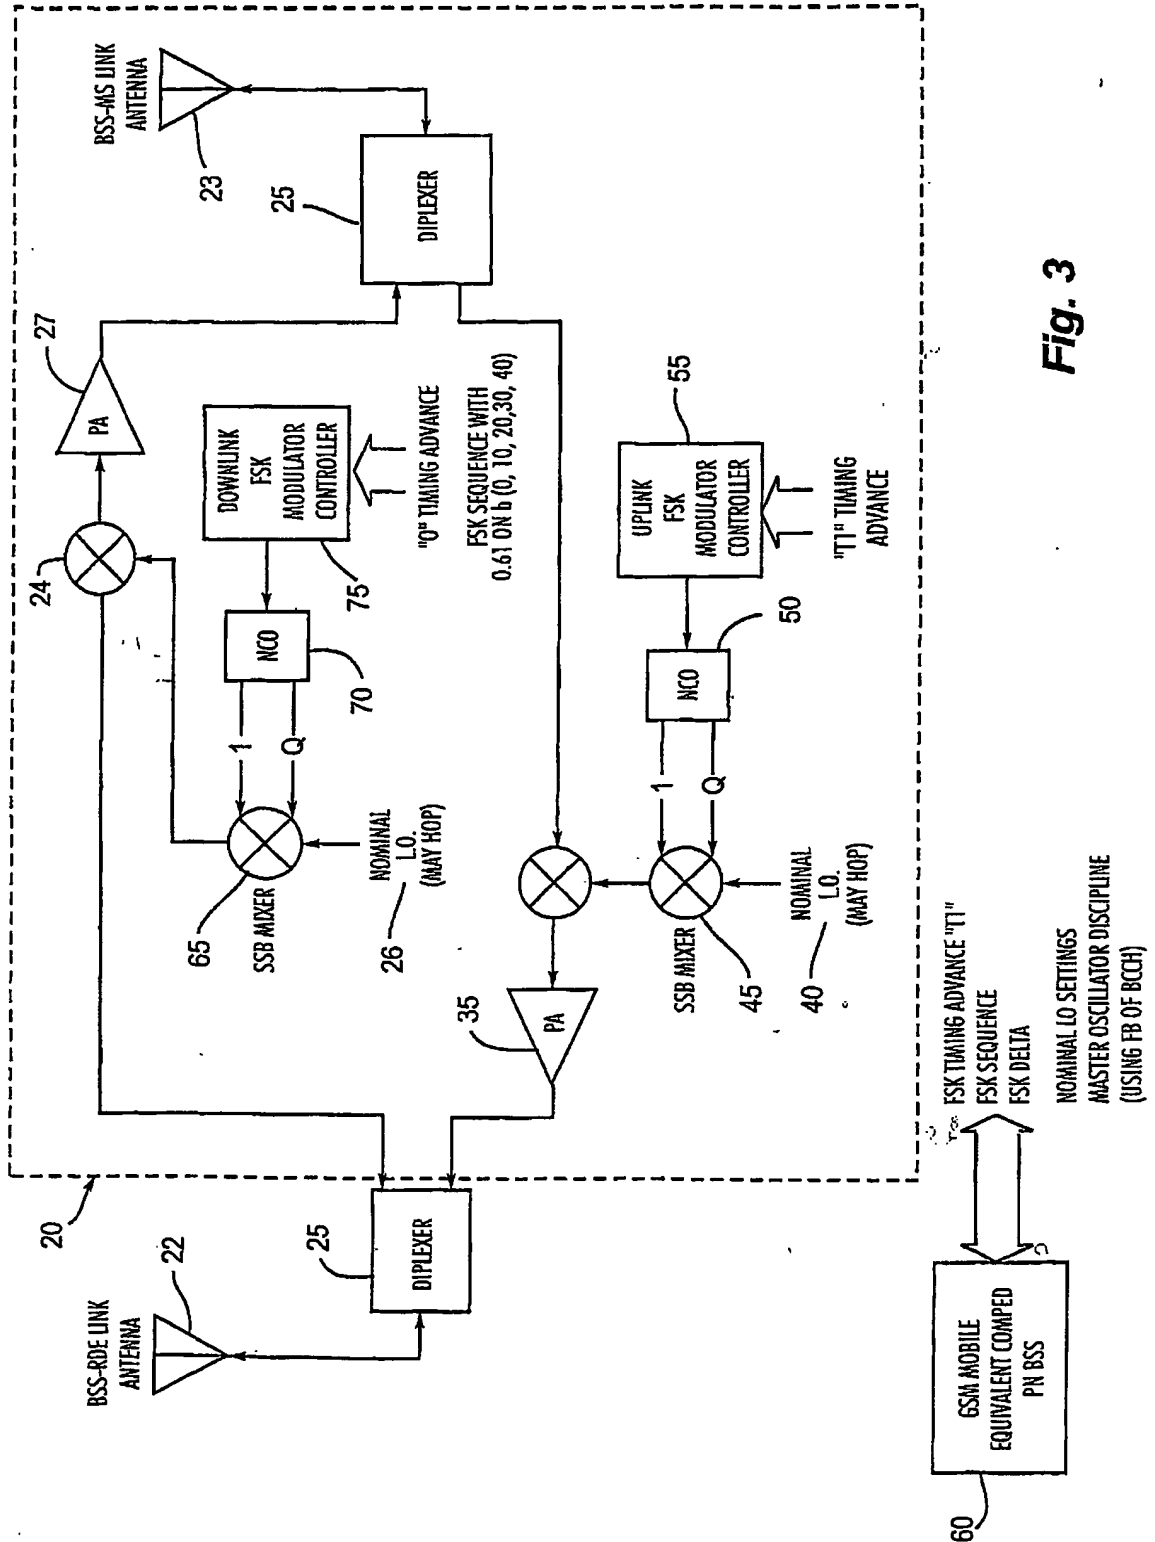 20
BSS-RDE LINK
ANTENNA
22
25
DIPLEXER
24
PA
27
BSS-MS LINK
ANTENNA
23
25
DIPLEXER
65
SSB MIXER
1
Q
NCO
70
DOWNLINK
FSK
MODULATOR
CONTROLLER
75
NOMINAL
L.O.
(MAY HOP)
26
"0" TIMING ADVANCE
FSK SEQUENCE WITH
0.61 ON b (0, 10, 20,30, 40)
35
PA
SSB MIXER
45
1
Q
NCO
50
UPLINK
FSK
MODULATOR
CONTROLLER
55
NOMINAL
L.O.
(MAY HOP)
40
"T1" TIMING
ADVANCE
60
GSM MOBILE
EQUIVALENT COMPED
PN BSS
FSK TIMING ADVANCE "T1"
FSK SEQUENCE
FSK DELTA
NOMINAL LO SETTINGS
MASTER OSCILLATOR DISCIPLINE
(USING FB OF BCCH)
Fig. 3